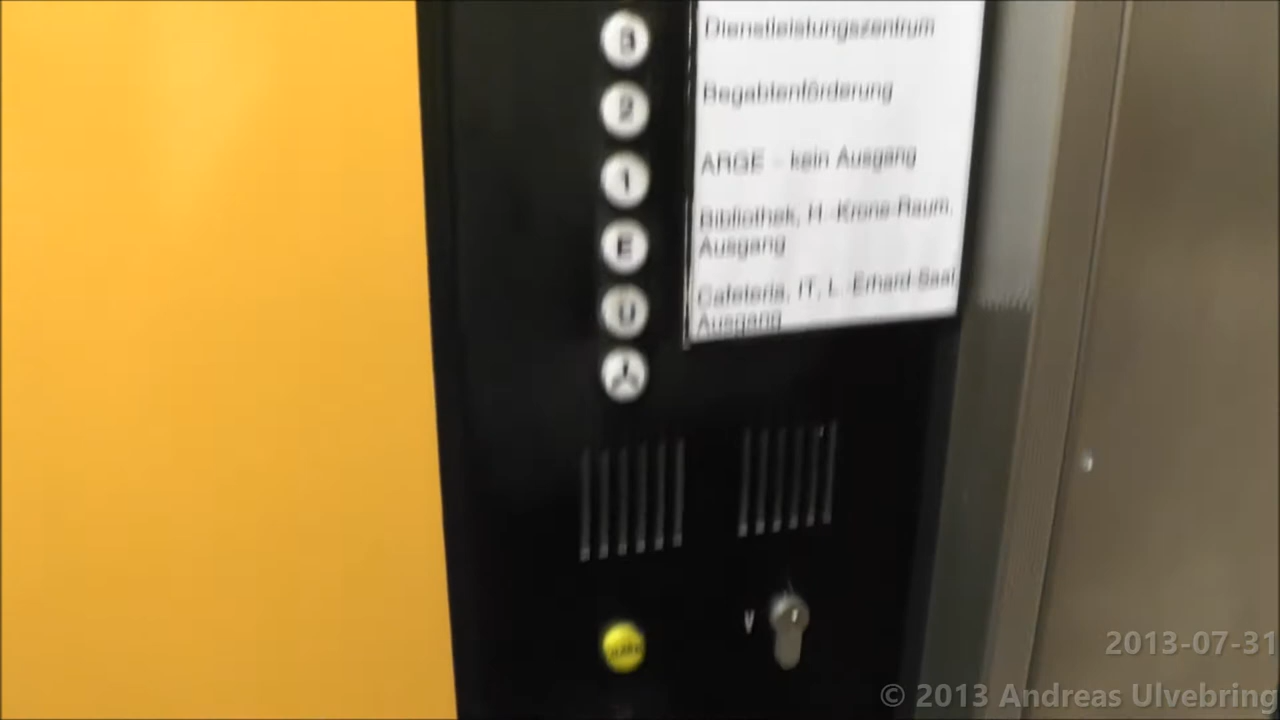 3
Dienstleistungszentrum
2
Begabtenförderung
1
ARGE - kein Ausgang
E
Bibliothek, H.-Krone-Raum,
Ausgang
U
Cafeteria, IT, L.-Erhard-Saal
Ausgang
V
2013-07-31
© 2013 Andreas Ulvebring